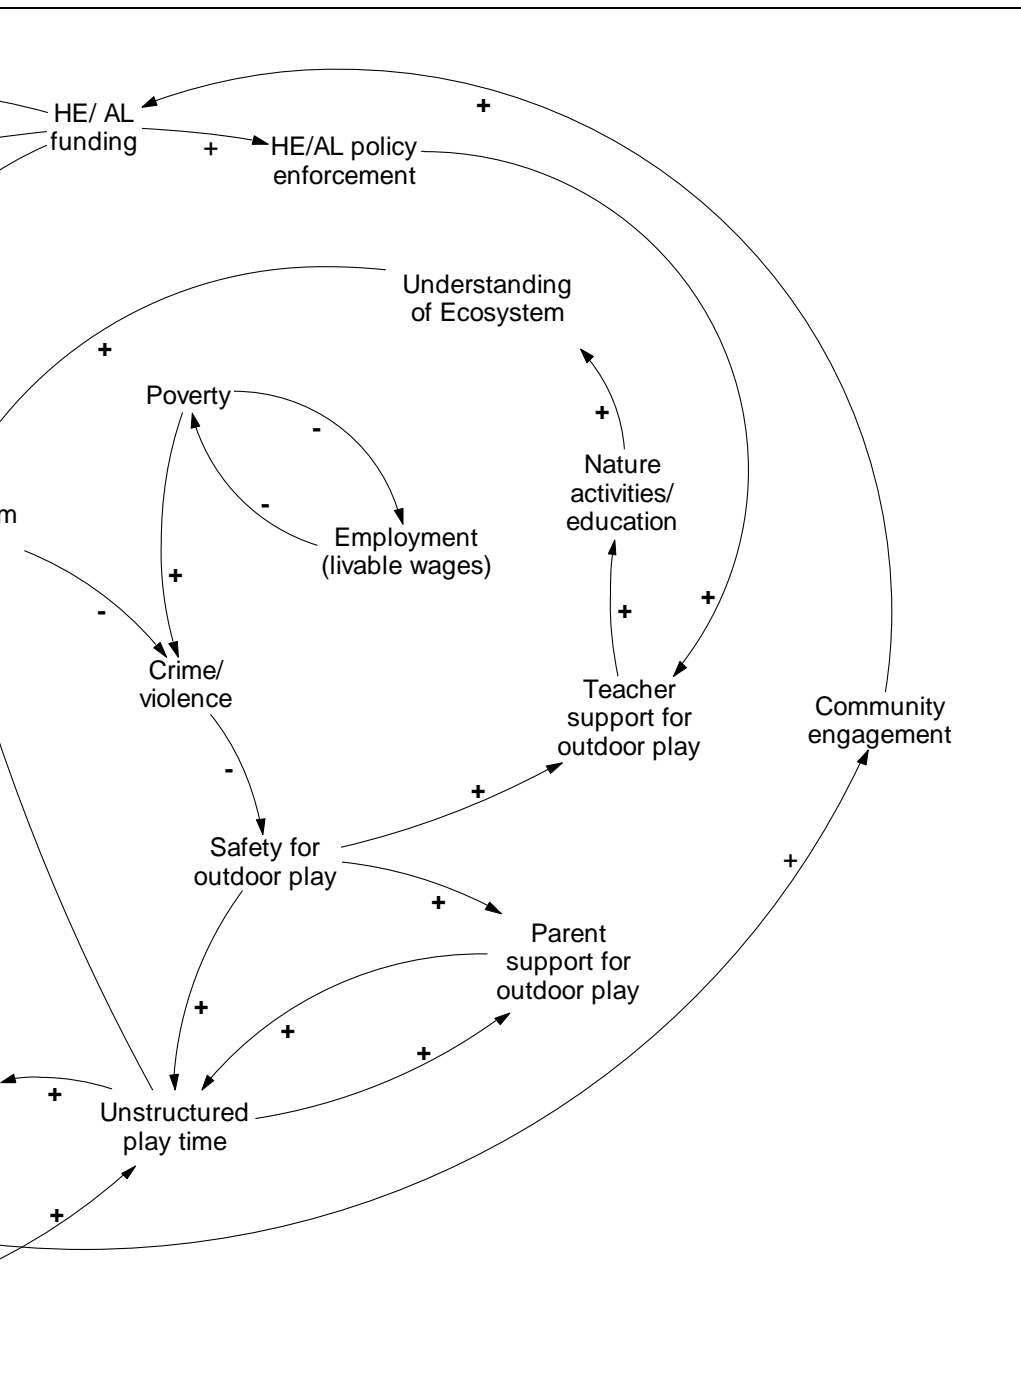 +
HE/ AL
funding
+
HE/AL policy
enforcement
Understanding
of Ecosystem
+
Poverty
-
+
Nature
activities/
education
m
-
Employment
(livable wages)
+
-
+
+
Crime/
violence
Teacher
support for
outdoor play
Community
engagement
-
+
Safety for
outdoor play
+
+
Parent
support for
outdoor play
+
+
+
+
Unstructured
play time
+